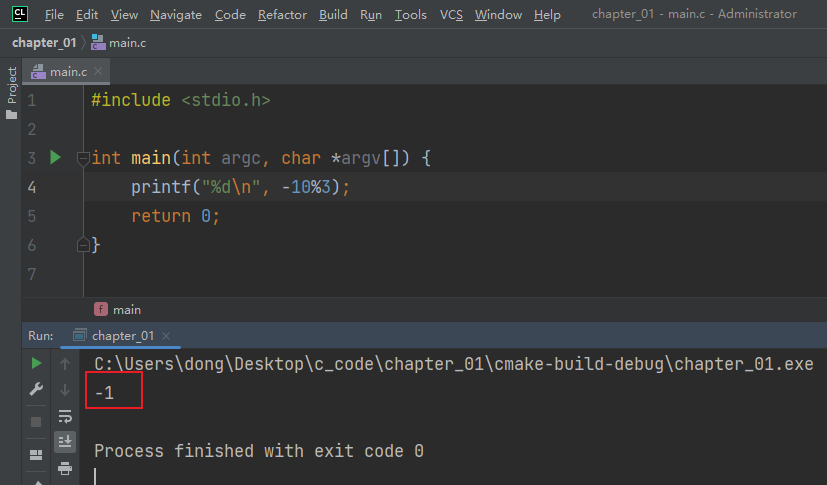 CL File Edit View Navigate Code Refactor Build Run Tools VCS Window Help chapter_01 - main.c - Administrator
chapter_01 main.c
Project
main.c
1 #include <stdio.h>
2
3 int main(int argc, char *argv[]) {
4 printf("%d\n", -10%3);
5 return 0;
6 }
7
f main
Run: chapter_01
C:\Users\dong\Desktop\c_code\chapter_01\cmake-build-debug\chapter_01.exe
-1
Process finished with exit code 0